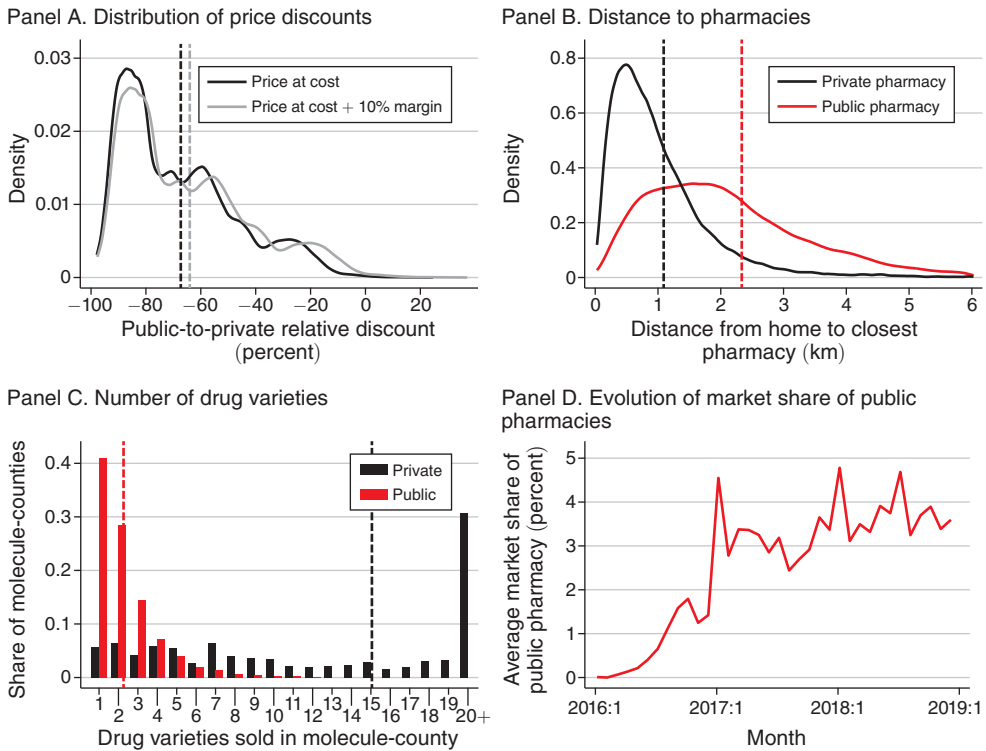 Panel A. Distribution of price discounts
Density
0.03
0.02
0.01
0
Price at cost
Price at cost + 10% margin
−100
−80
−60
−40
−20
0
20
Public-to-private relative discount
(percent)
Panel B. Distance to pharmacies
Density
0.8
0.6
0.4
0.2
0
Private pharmacy
Public pharmacy
0
1
2
3
4
5
6
Distance from home to closest
pharmacy (km)
Panel C. Number of drug varieties
Share of molecule-counties
0.4
0.3
0.2
0.1
0
Private
Public
1
2
3
4
5
6
7
8
9
10
11
12
13
14
15
16
17
18
19
20+
Drug varieties sold in molecule-county
Panel D. Evolution of market share of public
pharmacies
Average market share of
public pharmacy (percent)
5
4
3
2
1
0
2016:1
2017:1
2018:1
2019:1
Month